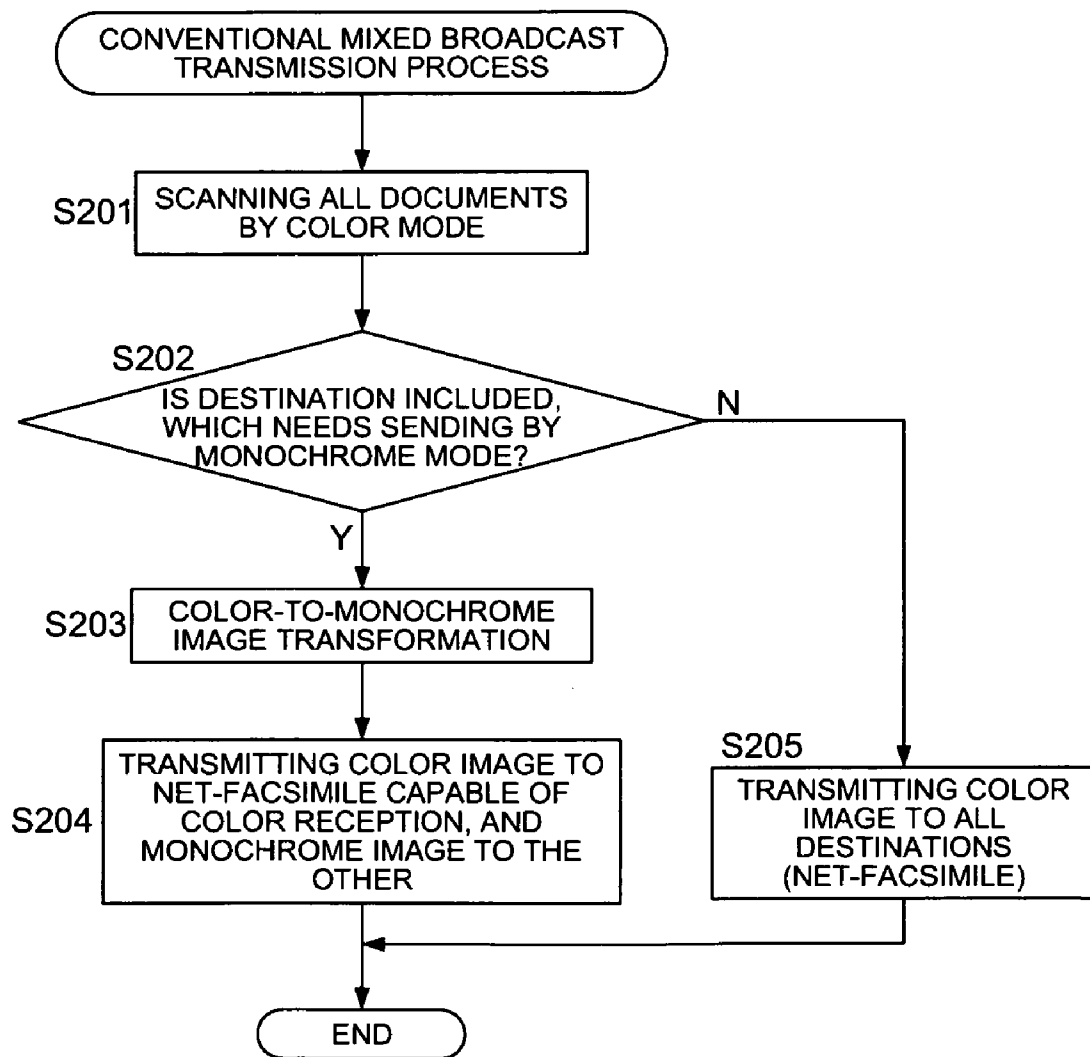 CONVENTIONAL MIXED BROADCAST
TRANSMISSION PROCESS
S201
SCANNING ALL DOCUMENTS
BY COLOR MODE
S202
IS DESTINATION INCLUDED,
WHICH NEEDS SENDING BY
MONOCHROME MODE?
N
Y
S203
COLOR-TO-MONOCHROME
IMAGE TRANSFORMATION
S204
TRANSMITTING COLOR IMAGE TO
NET-FACSIMILE CAPABLE OF
COLOR RECEPTION, AND
MONOCHROME IMAGE TO THE
OTHER
S205
TRANSMITTING COLOR
IMAGE TO ALL
DESTINATIONS
(NET-FACSIMILE)
END